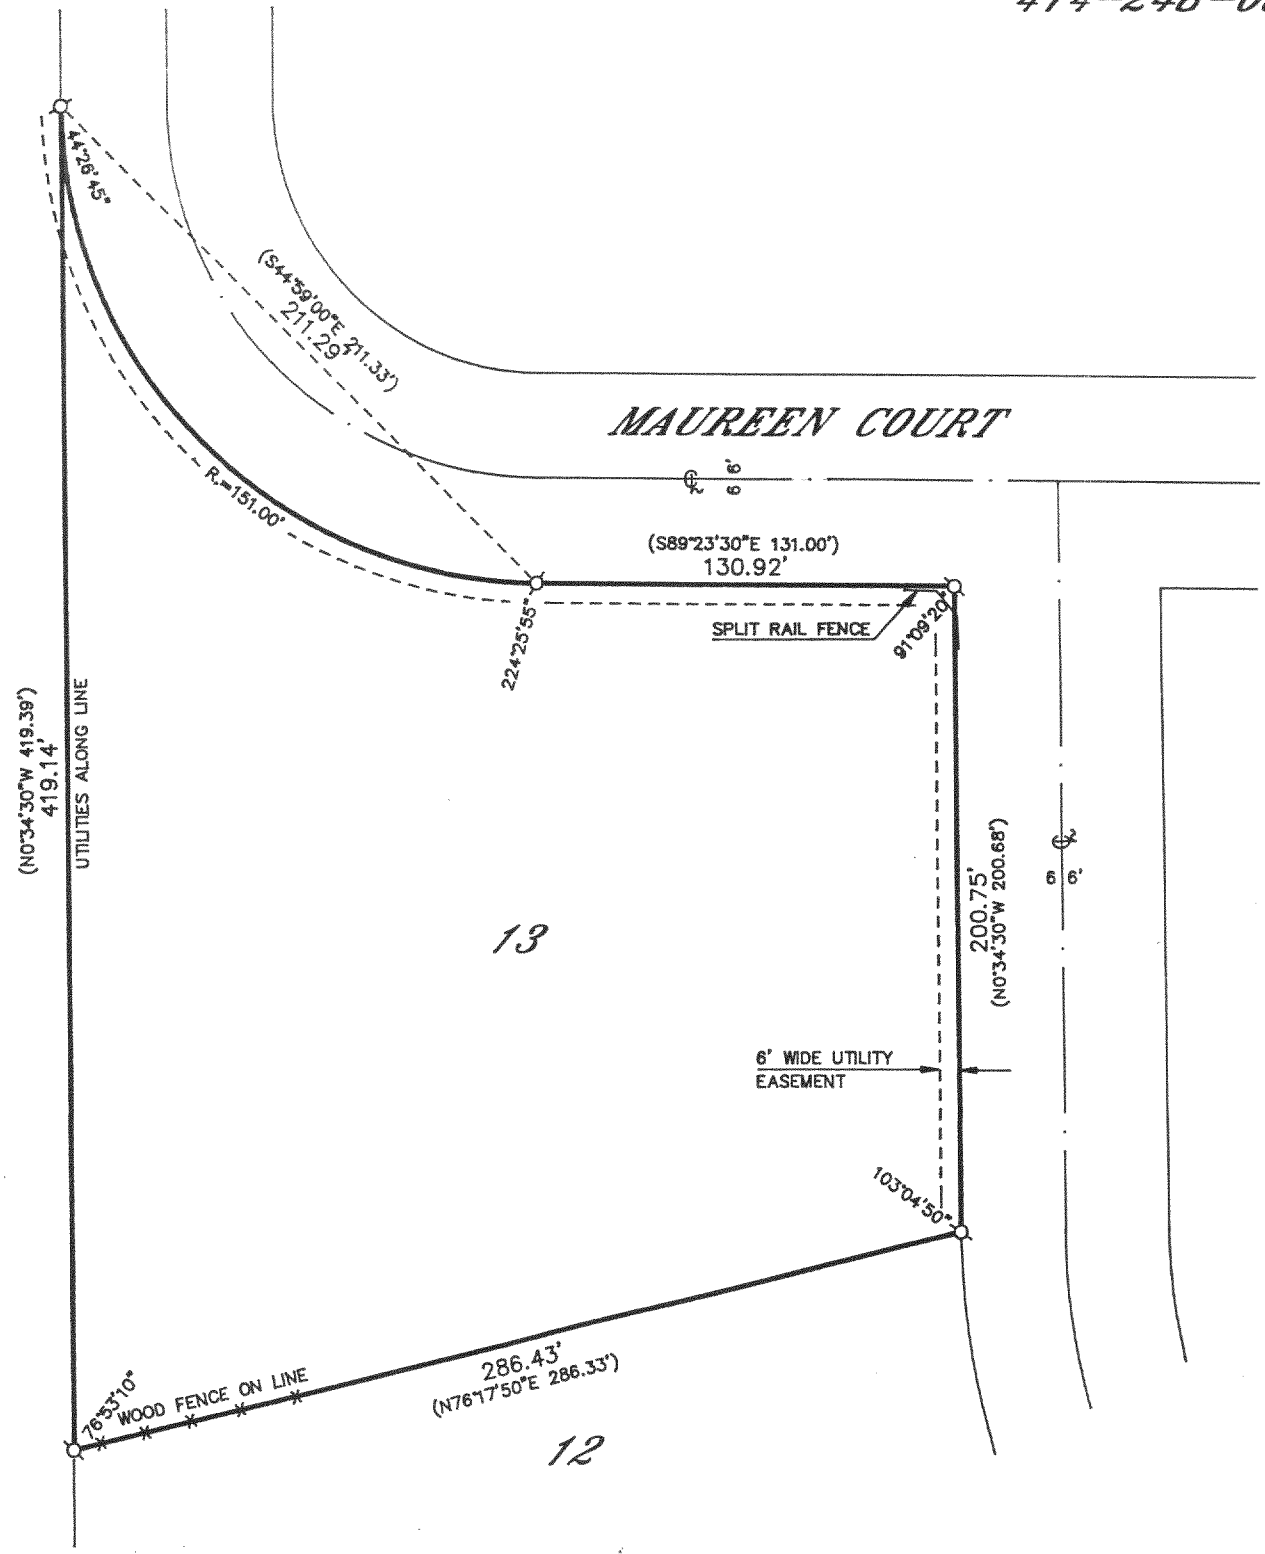 44°26'45"
(S44°59'00"E 211.33')
211.29'
MAUREEN COURT
6 6'
R.=151.00'
(S89°23'30"E 131.00')
130.92'
SPLIT RAIL FENCE
91°09'20"
224°25'55"
(N0°34'30"W 419.39')
419.14'
UTILITIES ALONG LINE
13
200.75'
(N0°34'30"W 200.68')
6 6'
6' WIDE UTILITY
EASEMENT
103°04'50"
76°53'10"
WOOD FENCE ON LINE
286.43'
(N76°17'50"E 286.33')
12